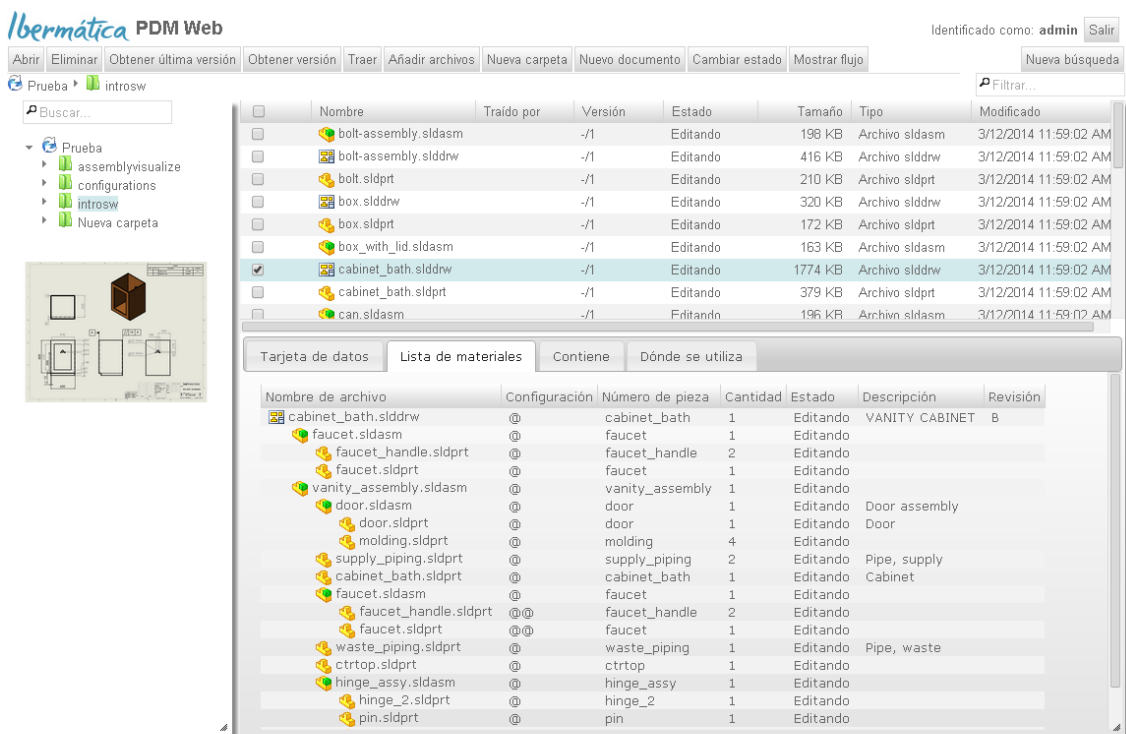 Ibermática PDM Web
Identificado como: admin Salir
Abrir Eliminar Obtener última versión Obtener versión Traer Añadir archivos Nueva carpeta Nuevo documento Cambiar estado Mostrar flujo Nueva búsqueda
Prueba introsw
Filtrar...
Buscar...
Prueba
assemblyvisualize
configurations
introsw
Nueva carpeta
Nombre Traído por Versión Estado Tamaño Tipo Modificado
bolt-assembly.sldasm -/1 Editando 198 KB Archivo sldasm 3/12/2014 11:59:02 AM
bolt-assembly.slddrw -/1 Editando 416 KB Archivo slddrw 3/12/2014 11:59:02 AM
bolt.sldprt -/1 Editando 210 KB Archivo sldprt 3/12/2014 11:59:02 AM
box.slddrw -/1 Editando 320 KB Archivo slddrw 3/12/2014 11:59:02 AM
box.sldprt -/1 Editando 172 KB Archivo sldprt 3/12/2014 11:59:02 AM
box_with_lid.sldasm -/1 Editando 163 KB Archivo sldasm 3/12/2014 11:59:02 AM
cabinet_bath.slddrw -/1 Editando 1774 KB Archivo slddrw 3/12/2014 11:59:02 AM
cabinet_bath.sldprt -/1 Editando 379 KB Archivo sldprt 3/12/2014 11:59:02 AM
can.sldasm -/1 Editando 196 KB Archivo sldasm 3/12/2014 11:59:02 AM
Tarjeta de datos Lista de materiales Contiene Dónde se utiliza
Nombre de archivo Configuración Número de pieza Cantidad Estado Descripción Revisión
cabinet_bath.slddrw @ cabinet_bath 1 Editando VANITY CABINET B
faucet.sldasm @ faucet 1 Editando
faucet_handle.sldprt @ faucet_handle 2 Editando
faucet.sldprt @ faucet 1 Editando
vanity_assembly.sldasm @ vanity_assembly 1 Editando
door.sldasm @ door 1 Editando Door assembly
door.sldprt @ door 1 Editando Door
molding.sldprt @ molding 4 Editando
supply_piping.sldprt @ supply_piping 2 Editando Pipe, supply
cabinet_bath.sldprt @ cabinet_bath 1 Editando Cabinet
faucet.sldasm @ faucet 1 Editando
faucet_handle.sldprt @@ faucet_handle 2 Editando
faucet.sldprt @@ faucet 1 Editando
waste_piping.sldprt @ waste_piping 1 Editando Pipe, waste
ctrtop.sldprt @ ctrtop 1 Editando
hinge_assy.sldasm @ hinge_assy 1 Editando
hinge_2.sldprt @ hinge_2 1 Editando
pin.sldprt @ pin 1 Editando